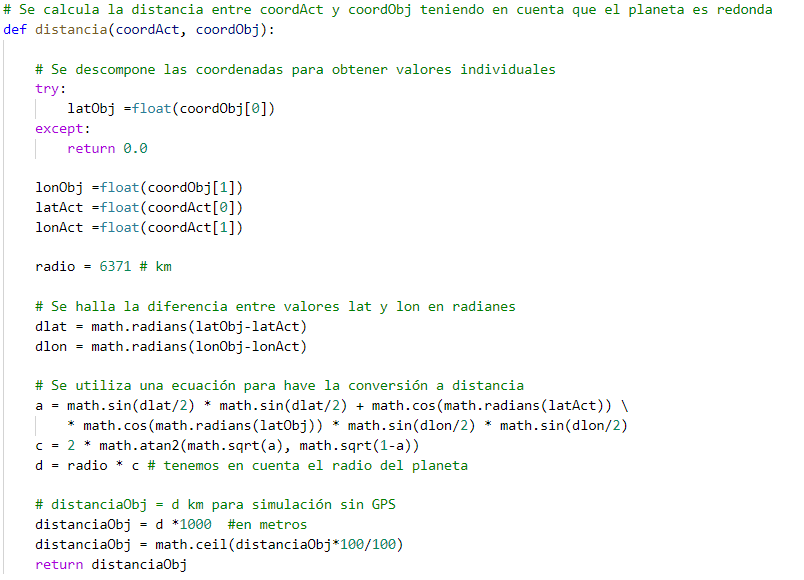 # Se calcula la distancia entre coordAct y coordObj teniendo en cuenta que el planeta es redonda
def distancia(coordAct, coordObj):
# Se descompone las coordenadas para obtener valores individuales
try:
latObj =float(coordObj[0])
except:
return 0.0
lonObj =float(coordObj[1])
latAct =float(coordAct[0])
lonAct =float(coordAct[1])
radio = 6371 # km
# Se halla la diferencia entre valores lat y lon en radianes
dlat = math.radians(latObj-latAct)
dlon = math.radians(lonObj-lonAct)
# Se utiliza una ecuación para have la conversión a distancia
a = math.sin(dlat/2) * math.sin(dlat/2) + math.cos(math.radians(latAct)) \
* math.cos(math.radians(latObj)) * math.sin(dlon/2) * math.sin(dlon/2)
c = 2 * math.atan2(math.sqrt(a), math.sqrt(1-a))
d = radio * c # tenemos en cuenta el radio del planeta
# distanciaObj = d km para simulación sin GPS
distanciaObj = d *1000  #en metros
distanciaObj = math.ceil(distanciaObj*100/100)
return distanciaObj